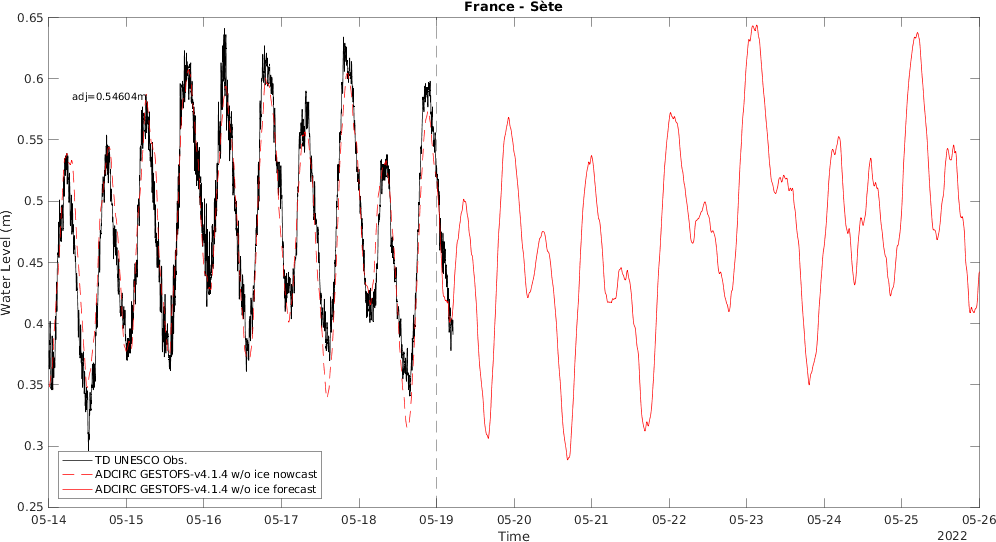 France - Sète
0.65
0.6
adj=0.54604m
0.55
0.5
0.45
0.4
0.35
0.3
0.25
Water Level (m)
TD UNESCO Obs.
ADCIRC GESTOFS-v4.1.4 w/o ice nowcast
ADCIRC GESTOFS-v4.1.4 w/o ice forecast
05-14 05-15 05-16 05-17 05-18 05-19 05-20 05-21 05-22 05-23 05-24 05-25 05-26
Time
2022